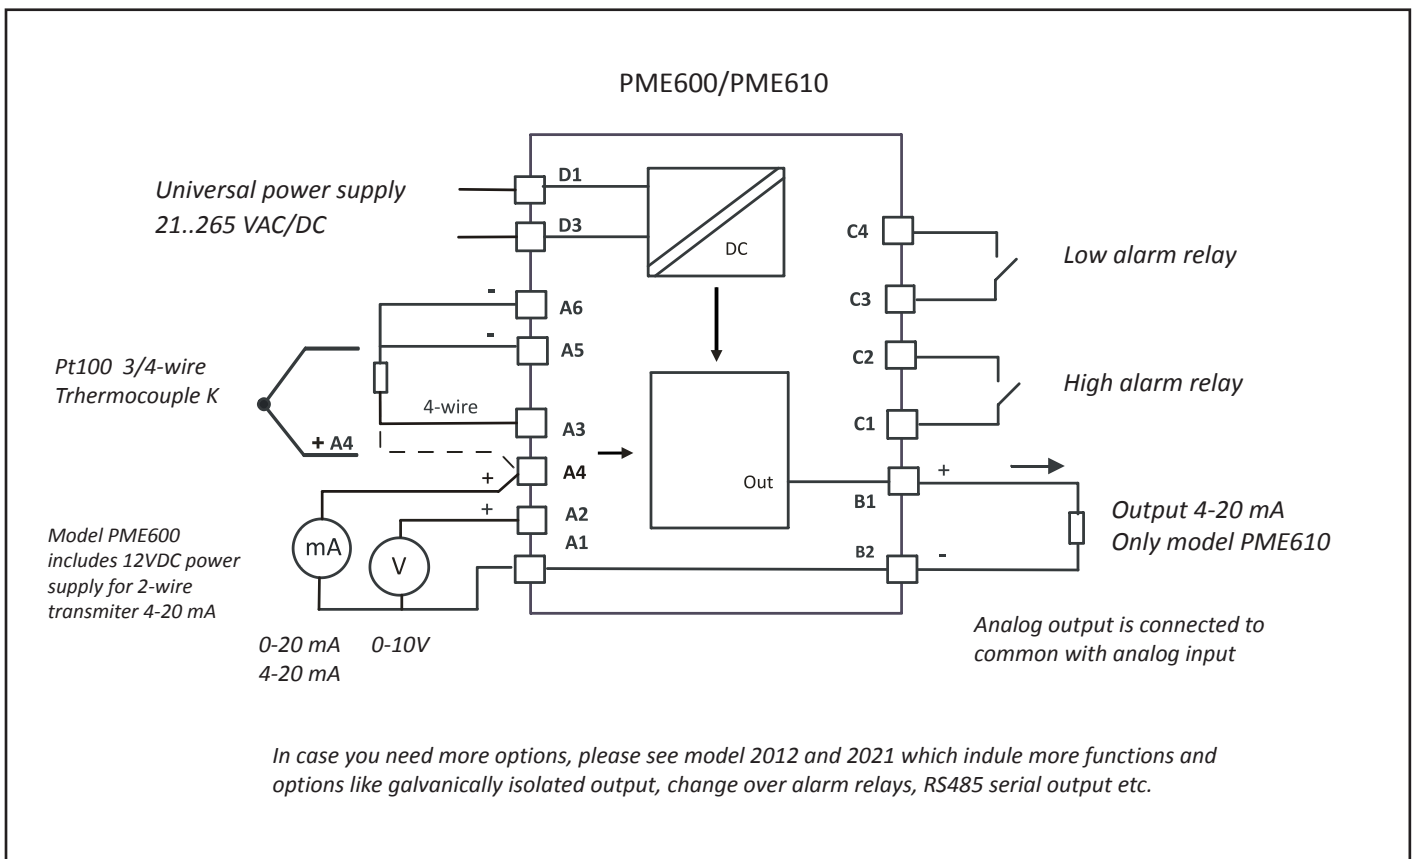 PME600/PME610
Universal power supply
21..265 VAC/DC
D1
D3
DC
A6
-
A5
-
Pt100 3/4-wire
Trhermocouple K
+ A4
4-wire
A3
A4
+
A2
+
A1
mA
V
Model PME600
includes 12VDC power
supply for 2-wire
transmiter 4-20 mA
0-20 mA
4-20 mA
0-10V
Out
C4
C3
Low alarm relay
C2
C1
High alarm relay
B1
+
B2
-
Output 4-20 mA
Only model PME610
Analog output is connected to
common with analog input
In case you need more options, please see model 2012 and 2021 which indule more functions and
options like galvanically isolated output, change over alarm relays, RS485 serial output etc.